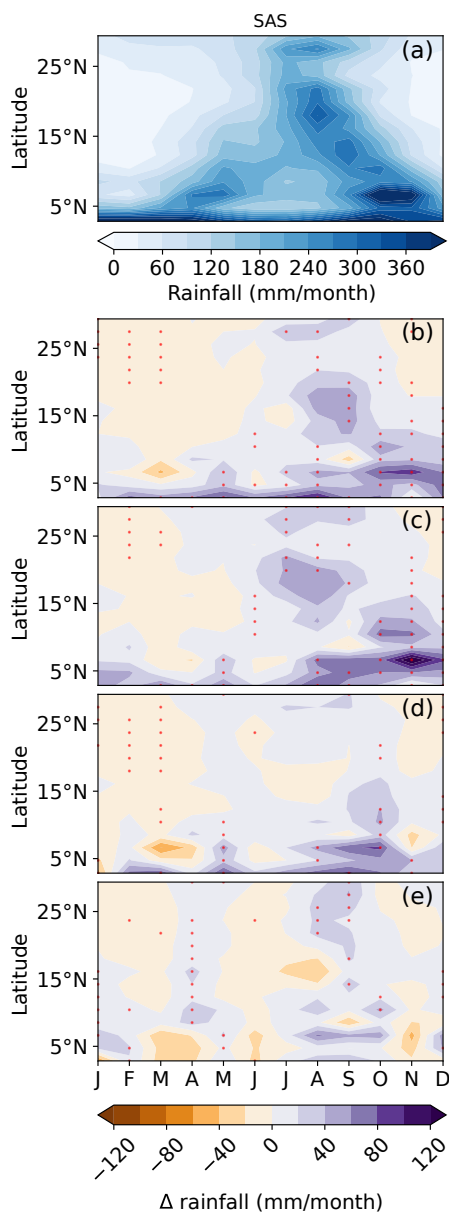 SAS
(a)
25°N
15°N
5°N
Latitude
0 60 120 180 240 300 360
Rainfall (mm/month)
(b)
25°N
15°N
5°N
Latitude
(c)
25°N
15°N
5°N
Latitude
(d)
25°N
15°N
5°N
Latitude
(e)
25°N
15°N
5°N
Latitude
J F M A M J J A S O N D
−120 −80 −40 0 40 80 120
Δ rainfall (mm/month)